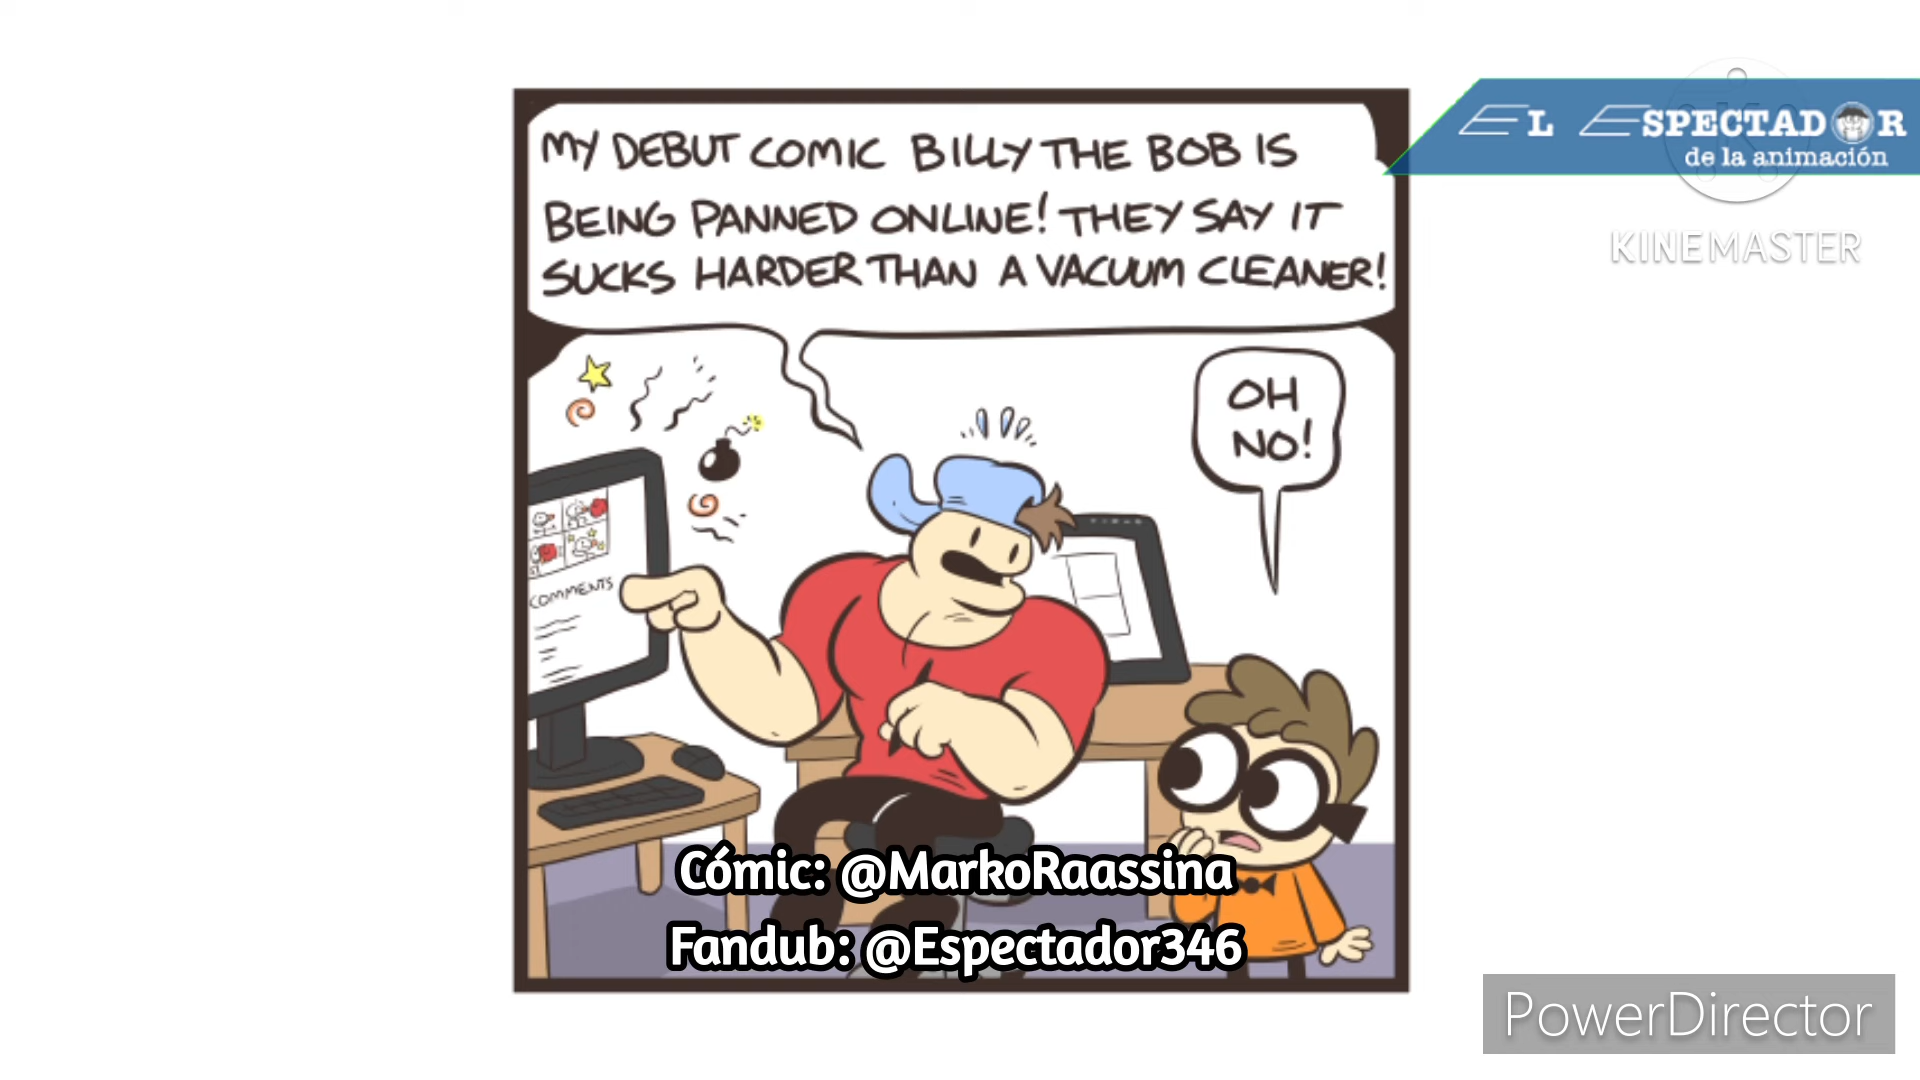 MY DEBUT COMIC BILLY THE BOB IS
BEING PANNED ONLINE! THEY SAY IT
SUCKS HARDER THAN A VACUUM CLEANER!
OH
NO!
COMMENTS
EL ESPECTADOR
de la animación
KINEMASTER
Cómic: @MarkoRaassina
Fandub: @Espectador346
PowerDirector